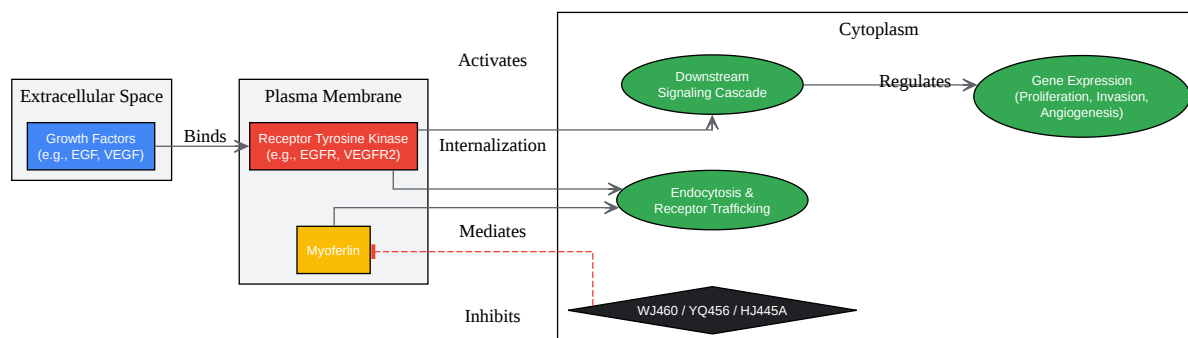 Extracellular Space
Growth Factors
(e.g., EGF, VEGF)
Binds
Plasma Membrane
Receptor Tyrosine Kinase
(e.g., EGFR, VEGFR2)
Myoferlin
Activates
Internalization
Mediates
Inhibits
Cytoplasm
Downstream
Signaling Cascade
Regulates
Gene Expression
(Proliferation, Invasion,
Angiogenesis)
Endocytosis &
Receptor Trafficking
WJ460 / YQ456 / HJ445A